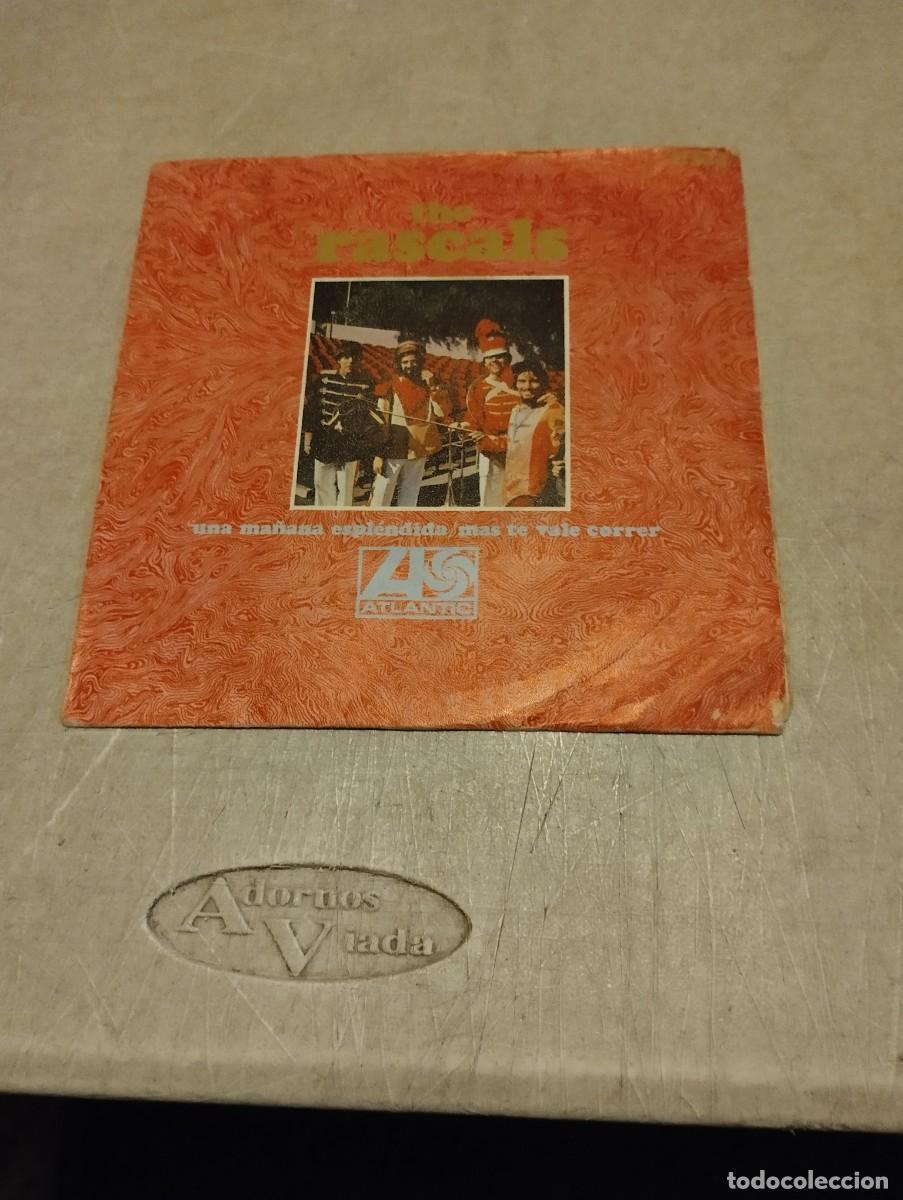 the
rascals
una mañana espléndida/mas te vale correr
ATLANTIC
Adornos
Viada
todocoleccion